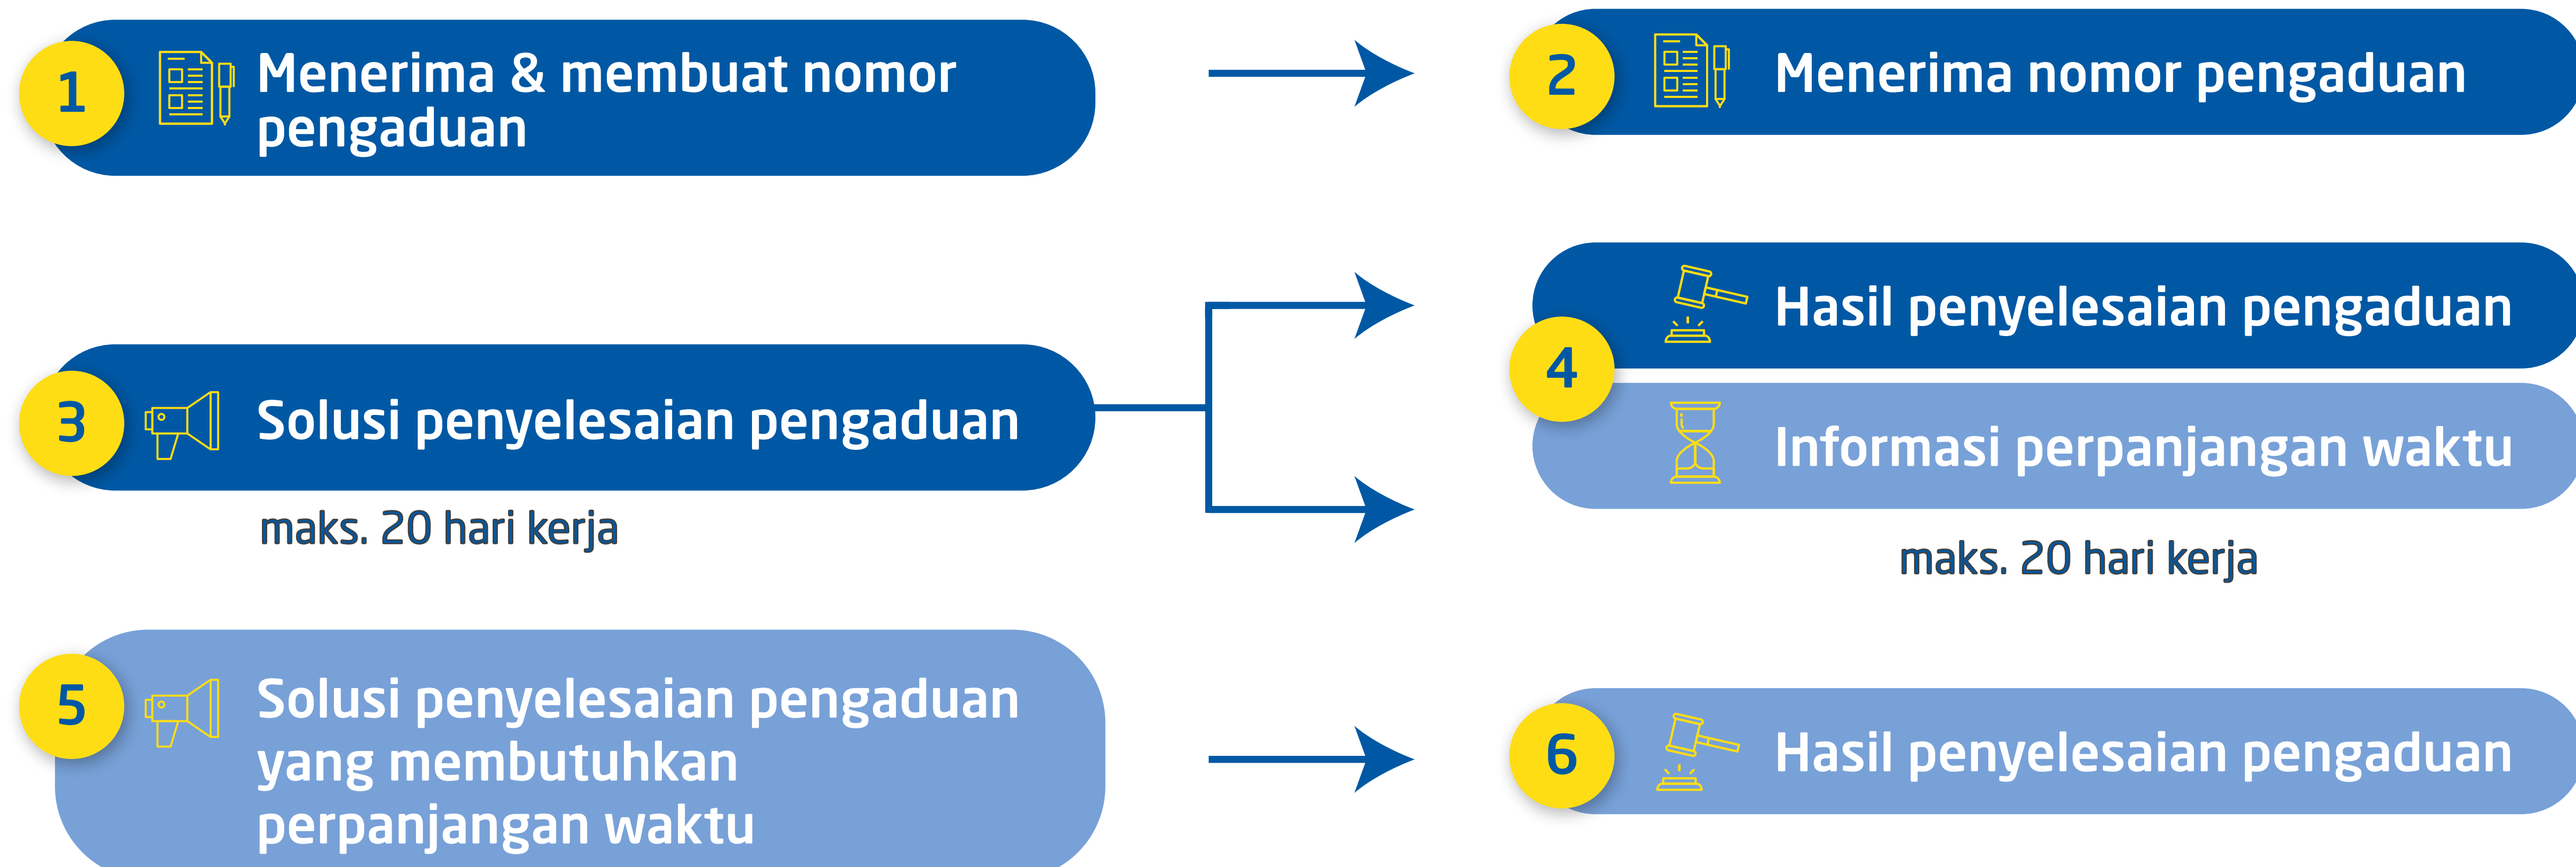 1
Menerima & membuat nomor
pengaduan
2
Menerima nomor pengaduan
3
Solusi penyelesaian pengaduan
maks. 20 hari kerja
4
Hasil penyelesaian pengaduan
Informasi perpanjangan waktu
maks. 20 hari kerja
5
Solusi penyelesaian pengaduan
yang membutuhkan
perpanjangan waktu
6
Hasil penyelesaian pengaduan